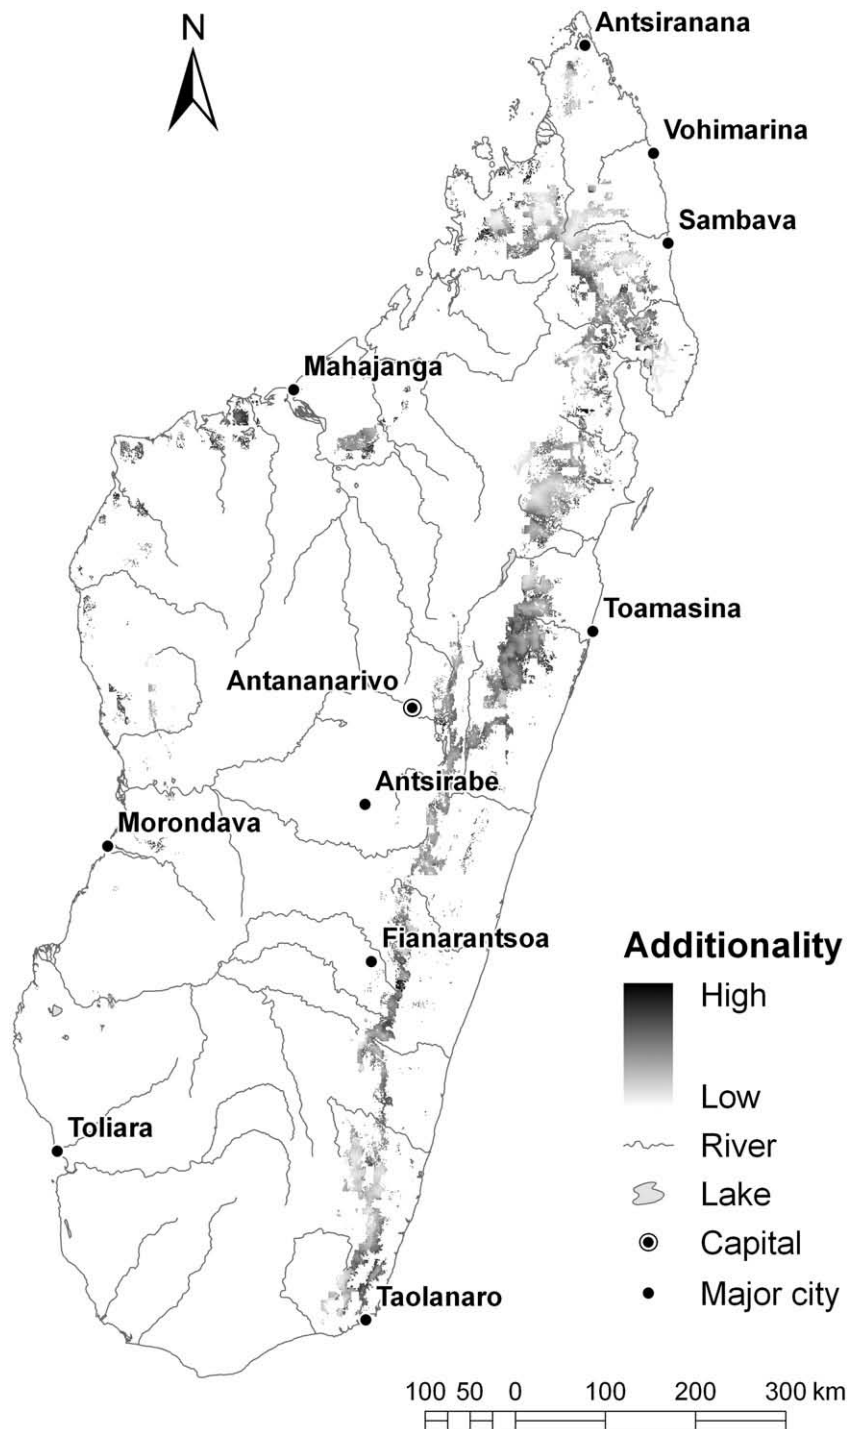 N
Antsiranana
Vohimarina
Sambava
Mahajanga
Toamasina
Antananarivo
Antsirabe
Morondava
Fianarantsoa
Toliara
Taolanaro
Additionality
High
Low
River
Lake
Capital
Major city
100 50 0 100 200 300 km